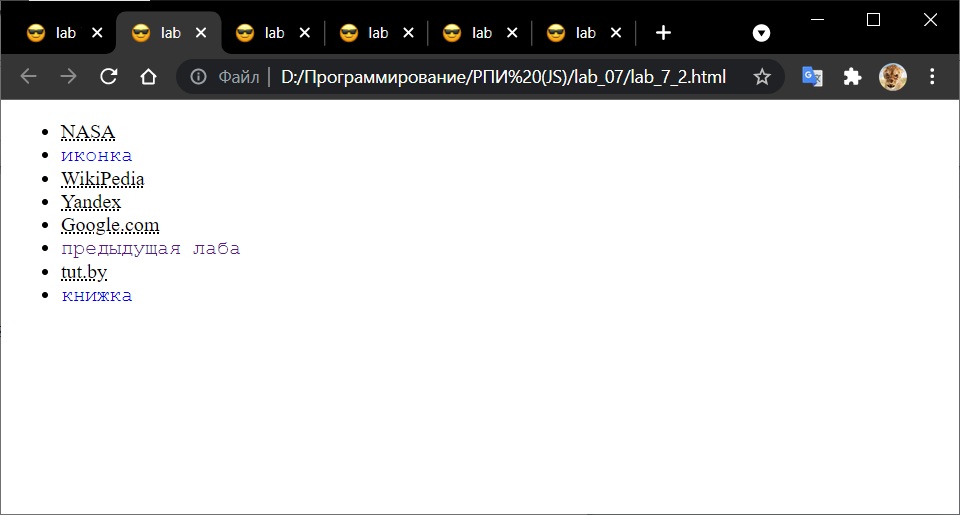 lab lab lab lab lab lab
Файл D:/Программирование/РПИ%20(JS)/lab_07/lab_7_2.html
NASA
иконка
WikiPedia
Yandex
Google.com
предыдущая лаба
tut.by
книжка